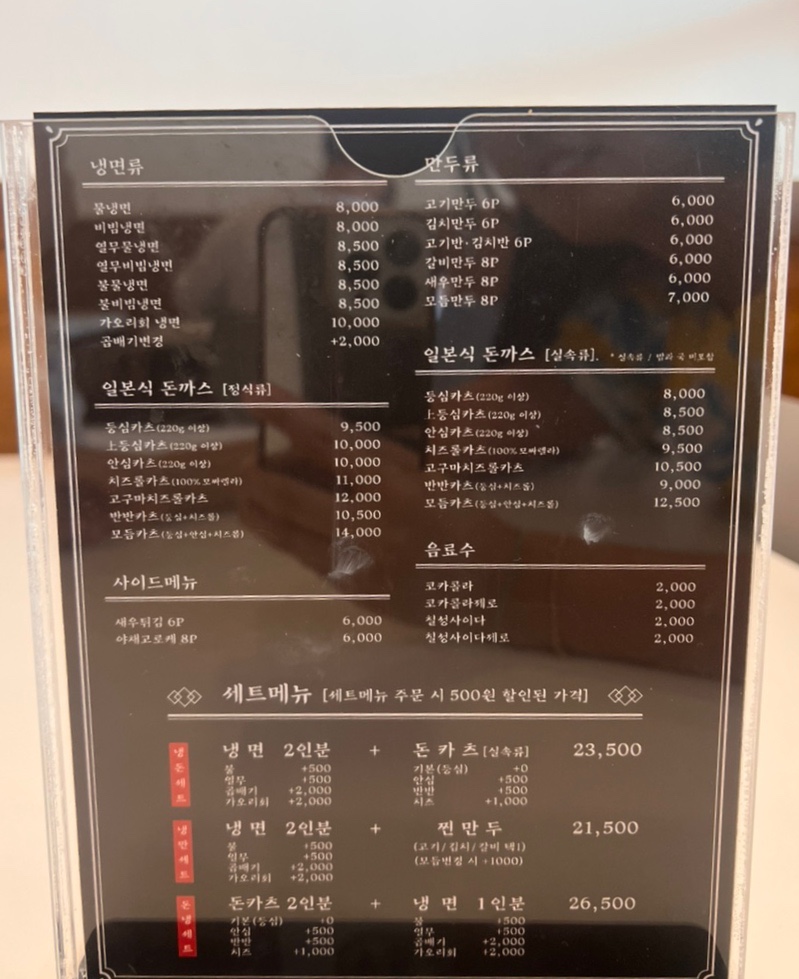 냉면류
물냉면 8,000
비빔냉면 8,000
열무물냉면 8,500
열무비빔냉면 8,500
불물냉면 8,500
불비빔냉면 8,500
가오리회 냉면 10,000
곱배기변경 +2,000
일본식 돈까스 [정식류]
등심카츠(220g 이상) 9,500
상등심카츠(220g 이상) 10,000
안심카츠(220g 이상) 10,000
치즈롤카츠(100% 모짜렐라) 11,000
고구마치즈롤카츠 12,000
반반카츠(등심+치즈롤) 10,500
모듬카츠(등심+안심+치즈롤) 14,000
사이드메뉴
새우튀김 6P 6,000
야채고로케 8P 6,000
만두류
고기만두 6P 6,000
김치만두 6P 6,000
고기반·김치반 6P 6,000
갈비만두 8P 6,000
새우만두 8P 6,000
모듬만두 8P 7,000
일본식 돈까스 [실속류]. * 실속류 / 밥과 국 미포함
등심카츠(220g 이상) 8,000
상등심카츠(220g 이상) 8,500
안심카츠(220g 이상) 8,500
치즈롤카츠(100% 모짜렐라) 9,500
고구마치즈롤카츠 10,500
반반카츠(등심+치즈롤) 9,000
모듬카츠(등심+안심+치즈롤) 12,500
음료수
코카콜라 2,000
코카콜라제로 2,000
칠성사이다 2,000
칠성사이다제로 2,000
세트메뉴 [세트메뉴 주문 시 500원 할인된 가격]
냉돈세트
냉면 2인분 + 돈카츠[실속류] 23,500
불 +500 기본(등심) +0
열무 +500 안심 +500
곱배기 +2,000 반반 +500
가오리회 +2,000 치즈 +1,000
냉만세트
냉면 2인분 + 찐만두 21,500
불 +500 (고기/김치/갈비 택1)
열무 +500 (모듬변경 시 +1000)
곱배기 +2,000
가오리회 +2,000
돈냉세트
돈카츠 2인분 + 냉면 1인분 26,500
기본(등심) +0 불 +500
안심 +500 열무 +500
반반 +500 곱배기 +2,000
치즈 +1,000 가오리회 +2,000